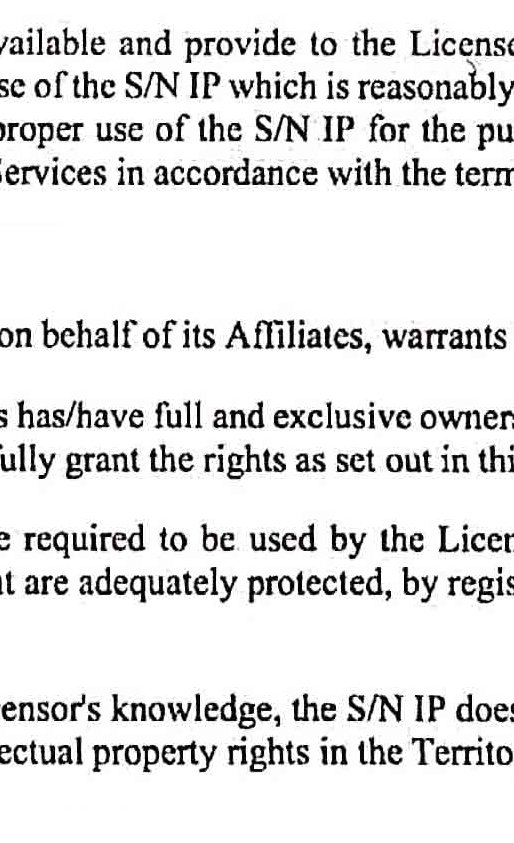 vailable and provide to the License
se of the S/N IP which is reasonably
proper use of the S/N IP for the pu
Services in accordance with the term
on behalf of its Affiliates, warrants
s has/have full and exclusive owner
ully grant the rights as set out in thi
e required to be used by the Licen
t are adequately protected, by regis
ensor's knowledge, the S/N IP does
ectual property rights in the Territo